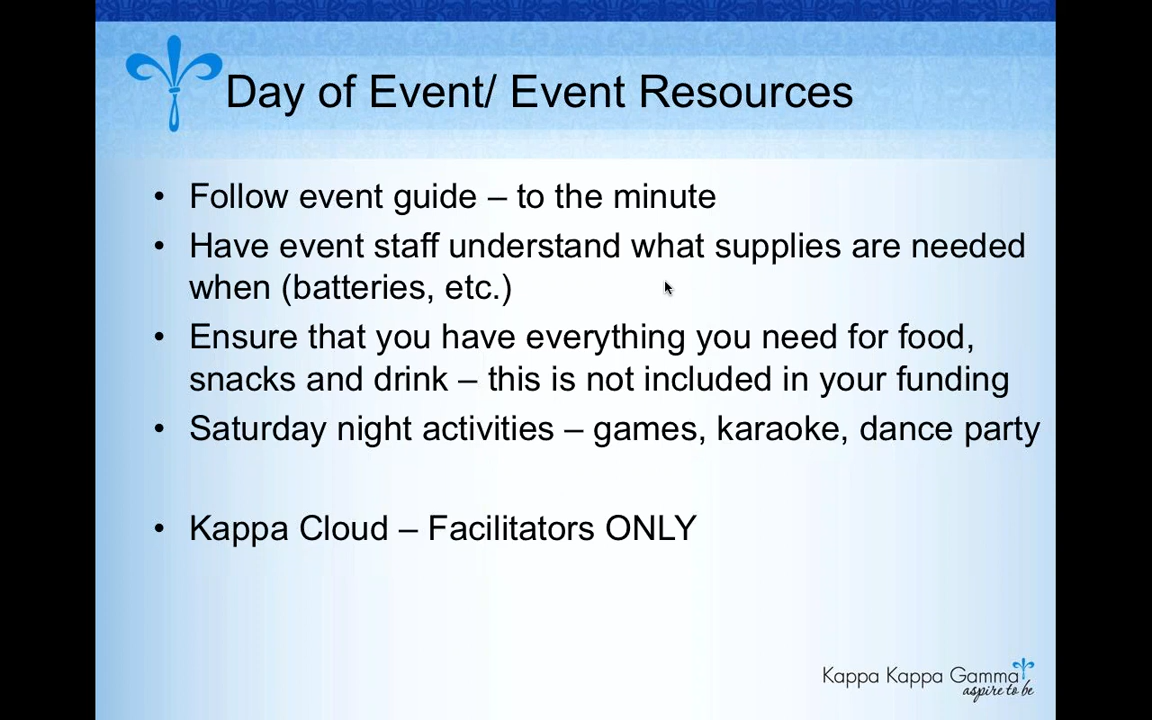 Day of Event/ Event Resources
• Follow event guide – to the minute
• Have event staff understand what supplies are needed
when (batteries, etc.)
• Ensure that you have everything you need for food,
snacks and drink – this is not included in your funding
• Saturday night activities – games, karaoke, dance party
• Kappa Cloud – Facilitators ONLY
Kappa Kappa Gamma
aspire to be